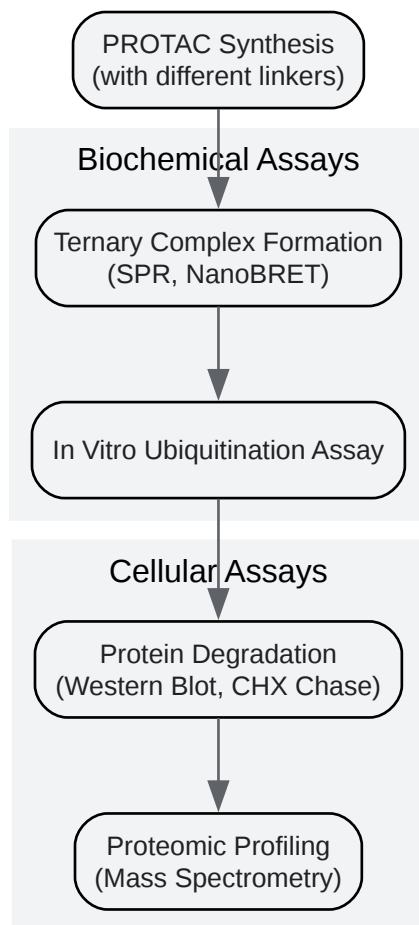 PROTAC Synthesis
(with different linkers)
Biochemical Assays
Ternary Complex Formation
(SPR, NanoBRET)
In Vitro Ubiquitination Assay
Cellular Assays
Protein Degradation
(Western Blot, CHX Chase)
Proteomic Profiling
(Mass Spectrometry)